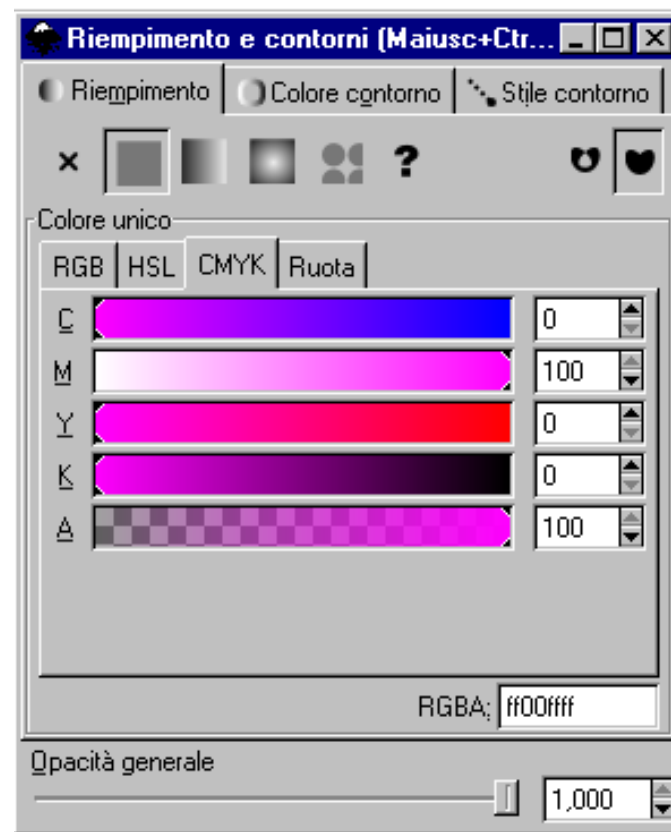 Riempimento e contorni (Maiusc+Ctr...
Riempimento Colore contorno Stile contorno
?
Colore unico
RGB HSL CMYK Ruota
C 0
M 100
Y 0
K 0
A 100
RGBA; ff00ffff
Opacità generale
1,000